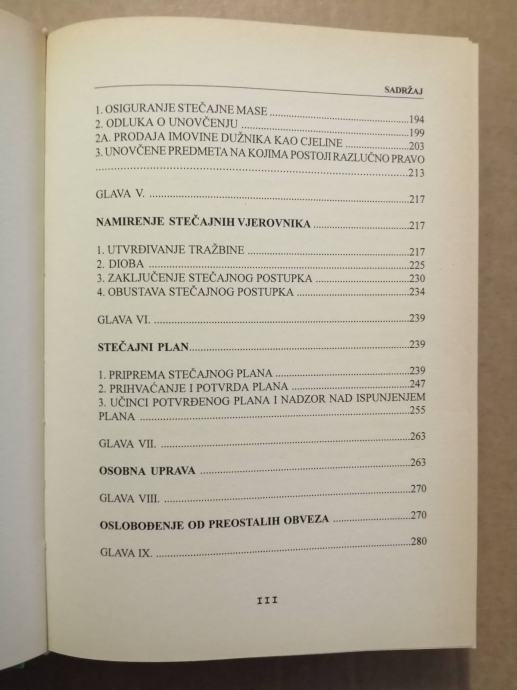 SADRŽAJ
1. OSIGURANJE STEČAJNE MASE ........................................194
2. ODLUKA O UNOVČENJU ........................................199
2A. PRODAJA IMOVINE DUŽNIKA KAO CJELINE ....................203
3. UNOVČENE PREDMETA NA KOJIMA POSTOJI RAZLUČNO PRAVO
........................................213
GLAVA V. ........................................217
NAMIRENJE STEČAJNIH VJEROVNIKA ........................217
1. UTVRĐIVANJE TRAŽBINE ........................................217
2. DIOBA ........................................225
3. ZAKLJUČENJE STEČAJNOG POSTUPKA ........................230
4. OBUSTAVA STEČAJNOG POSTUPKA ........................234
GLAVA VI. ........................................239
STEČAJNI PLAN........................................239
1. PRIPREMA STEČAJNOG PLANA ........................................239
2. PRIHVAĆANJE I POTVRDA PLANA ........................247
3. UČINCI POTVRĐENOG PLANA I NADZOR NAD ISPUNJENJEM
PLANA ........................................255
GLAVA VII. ........................................263
OSOBNA UPRAVA ........................................263
GLAVA VIII. ........................................270
OSLOBOĐENJE OD PREOSTALIH OBVEZA ....................270
GLAVA IX. ........................................280
III